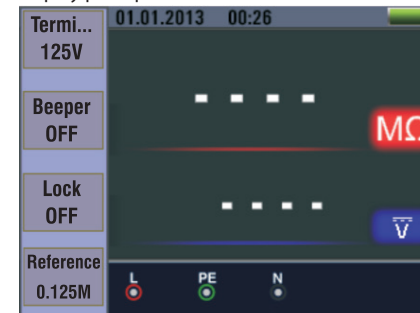 Termi...
125V
01.01.2013 00:26
Beeper
OFF
- - - -
MΩ
Lock
OFF
- - - -
V
Reference
0.125M
L PE N